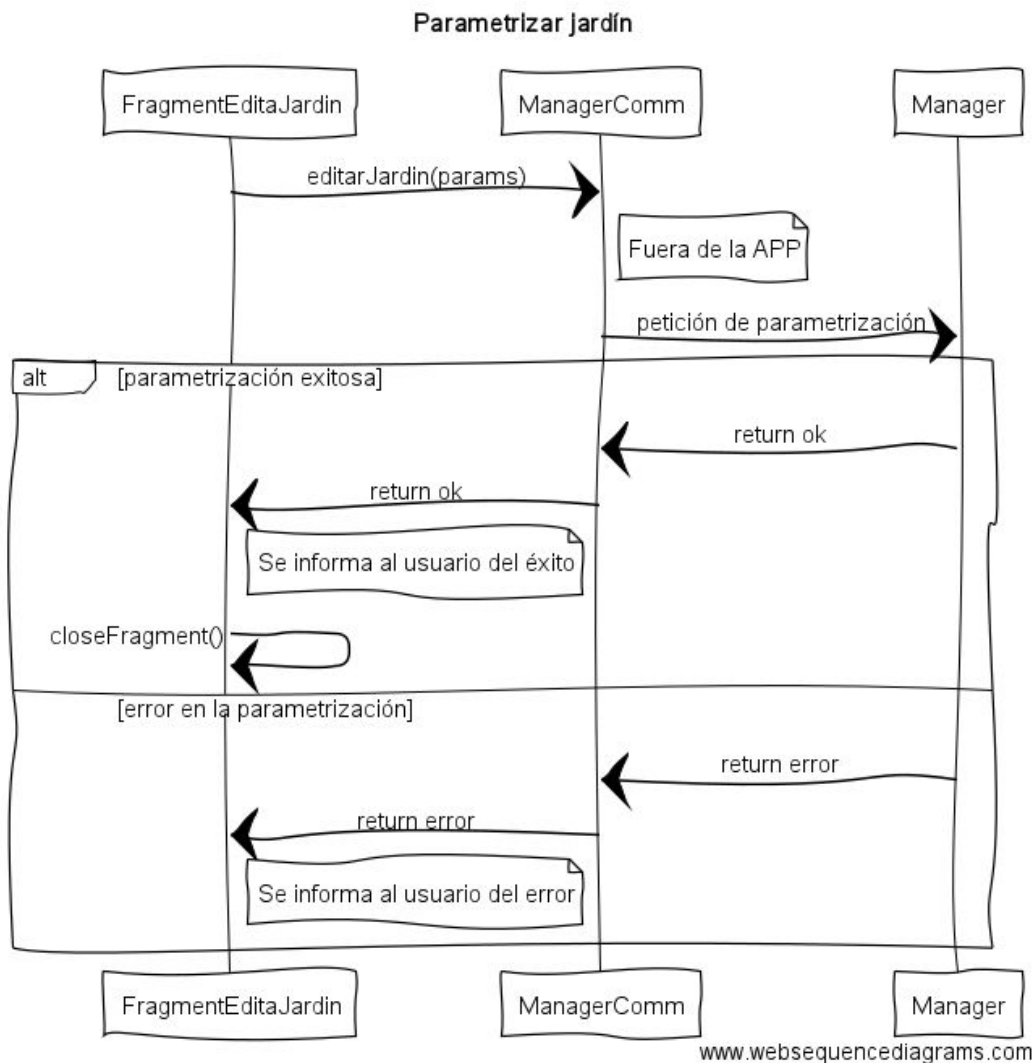 Parametrizar jardín
FragmentEditaJardin
ManagerComm
Manager
editarJardin(params)
Fuera de la APP
petición de parametrización
alt
[parametrización exitosa]
return ok
return ok
Se informa al usuario del éxito
closeFragment()
[error en la parametrización]
return error
return error
Se informa al usuario del error
FragmentEditaJardin
ManagerComm
Manager
www.websequencediagrams.com